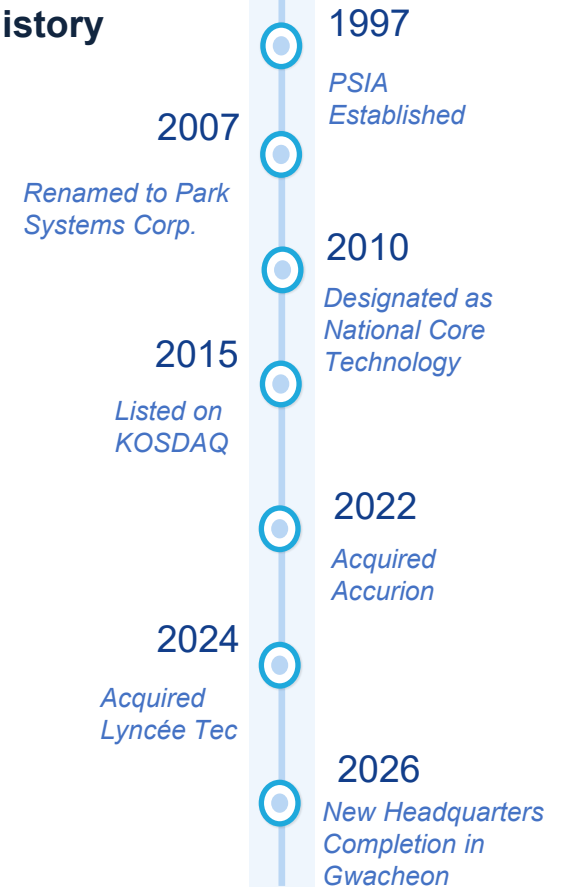 istory
1997
PSIA
Established
2007
Renamed to Park
Systems Corp.
2010
Designated as
National Core
Technology
2015
Listed on
KOSDAQ
2022
Acquired
Accurion
2024
Acquired
Lyncée Tec
2026
New Headquarters
Completion in
Gwacheon